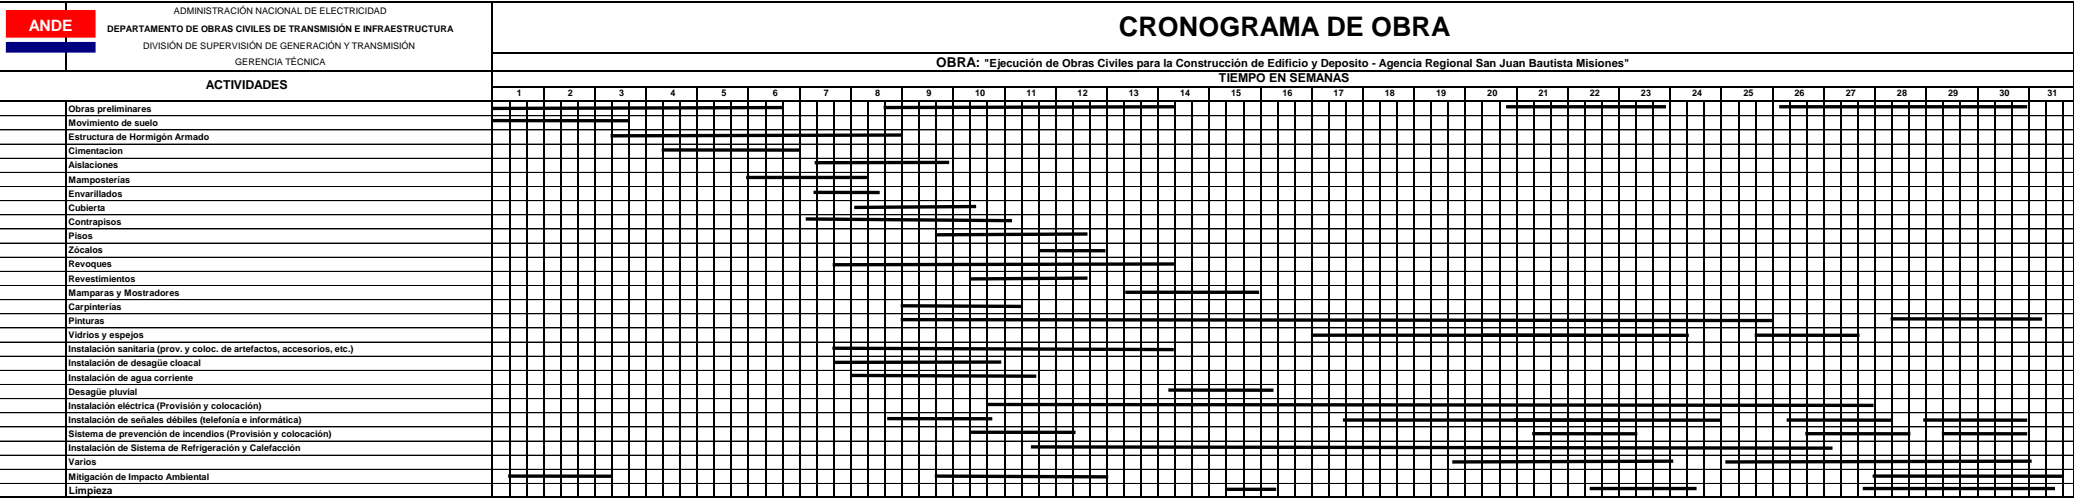 ANDE
ADMINISTRACIÓN NACIONAL DE ELECTRICIDAD
DEPARTAMENTO DE OBRAS CIVILES DE TRANSMISIÓN E INFRAESTRUCTURA
DIVISIÓN DE SUPERVISIÓN DE GENERACIÓN Y TRANSMISIÓN
GERENCIA TÉCNICA
CRONOGRAMA DE OBRA
OBRA: "Ejecución de Obras Civiles para la Construcción de Edificio y Deposito - Agencia Regional San Juan Bautista Misiones"
ACTIVIDADES
TIEMPO EN SEMANAS
1 2 3 4 5 6 7 8 9 10 11 12 13 14 15 16 17 18 19 20 21 22 23 24 25 26 27 28 29 30 31
Obras preliminares
Movimiento de suelo
Estructura de Hormigón Armado
Cimentacion
Aislaciones
Mamposterías
Envarillados
Cubierta
Contrapisos
Pisos
Zócalos
Revoques
Revestimientos
Mamparas y Mostradores
Carpinterías
Pinturas
Vidrios y espejos
Instalación sanitaria (prov. y coloc. de artefactos, accesorios, etc.)
Instalación de desagüe cloacal
Instalación de agua corriente
Desagüe pluvial
Instalación eléctrica (Provisión y colocación)
Instalación de señales débiles (telefonía e informática)
Sistema de prevención de incendios (Provisión y colocación)
Instalación de Sistema de Refrigeración y Calefacción
Varios
Mitigación de Impacto Ambiental
Limpieza